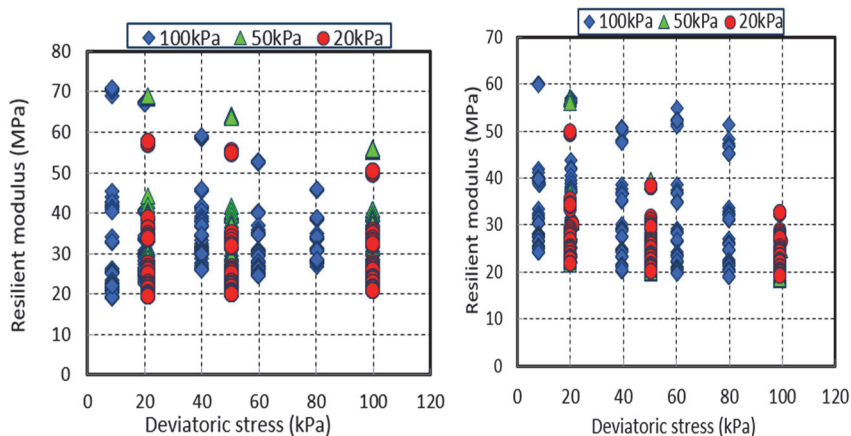 100kPa 50kPa 20kPa
80
70
60
50
40
30
20
10
0
Resilient modulus (MPa)
0 20 40 60 80 100 120
Deviatoric stress (kPa)
100kPa 50kPa 20kPa
70
60
50
40
30
20
10
0
Resilient modulus (MPa)
0 20 40 60 80 100 120
Deviatoric stress (kPa)